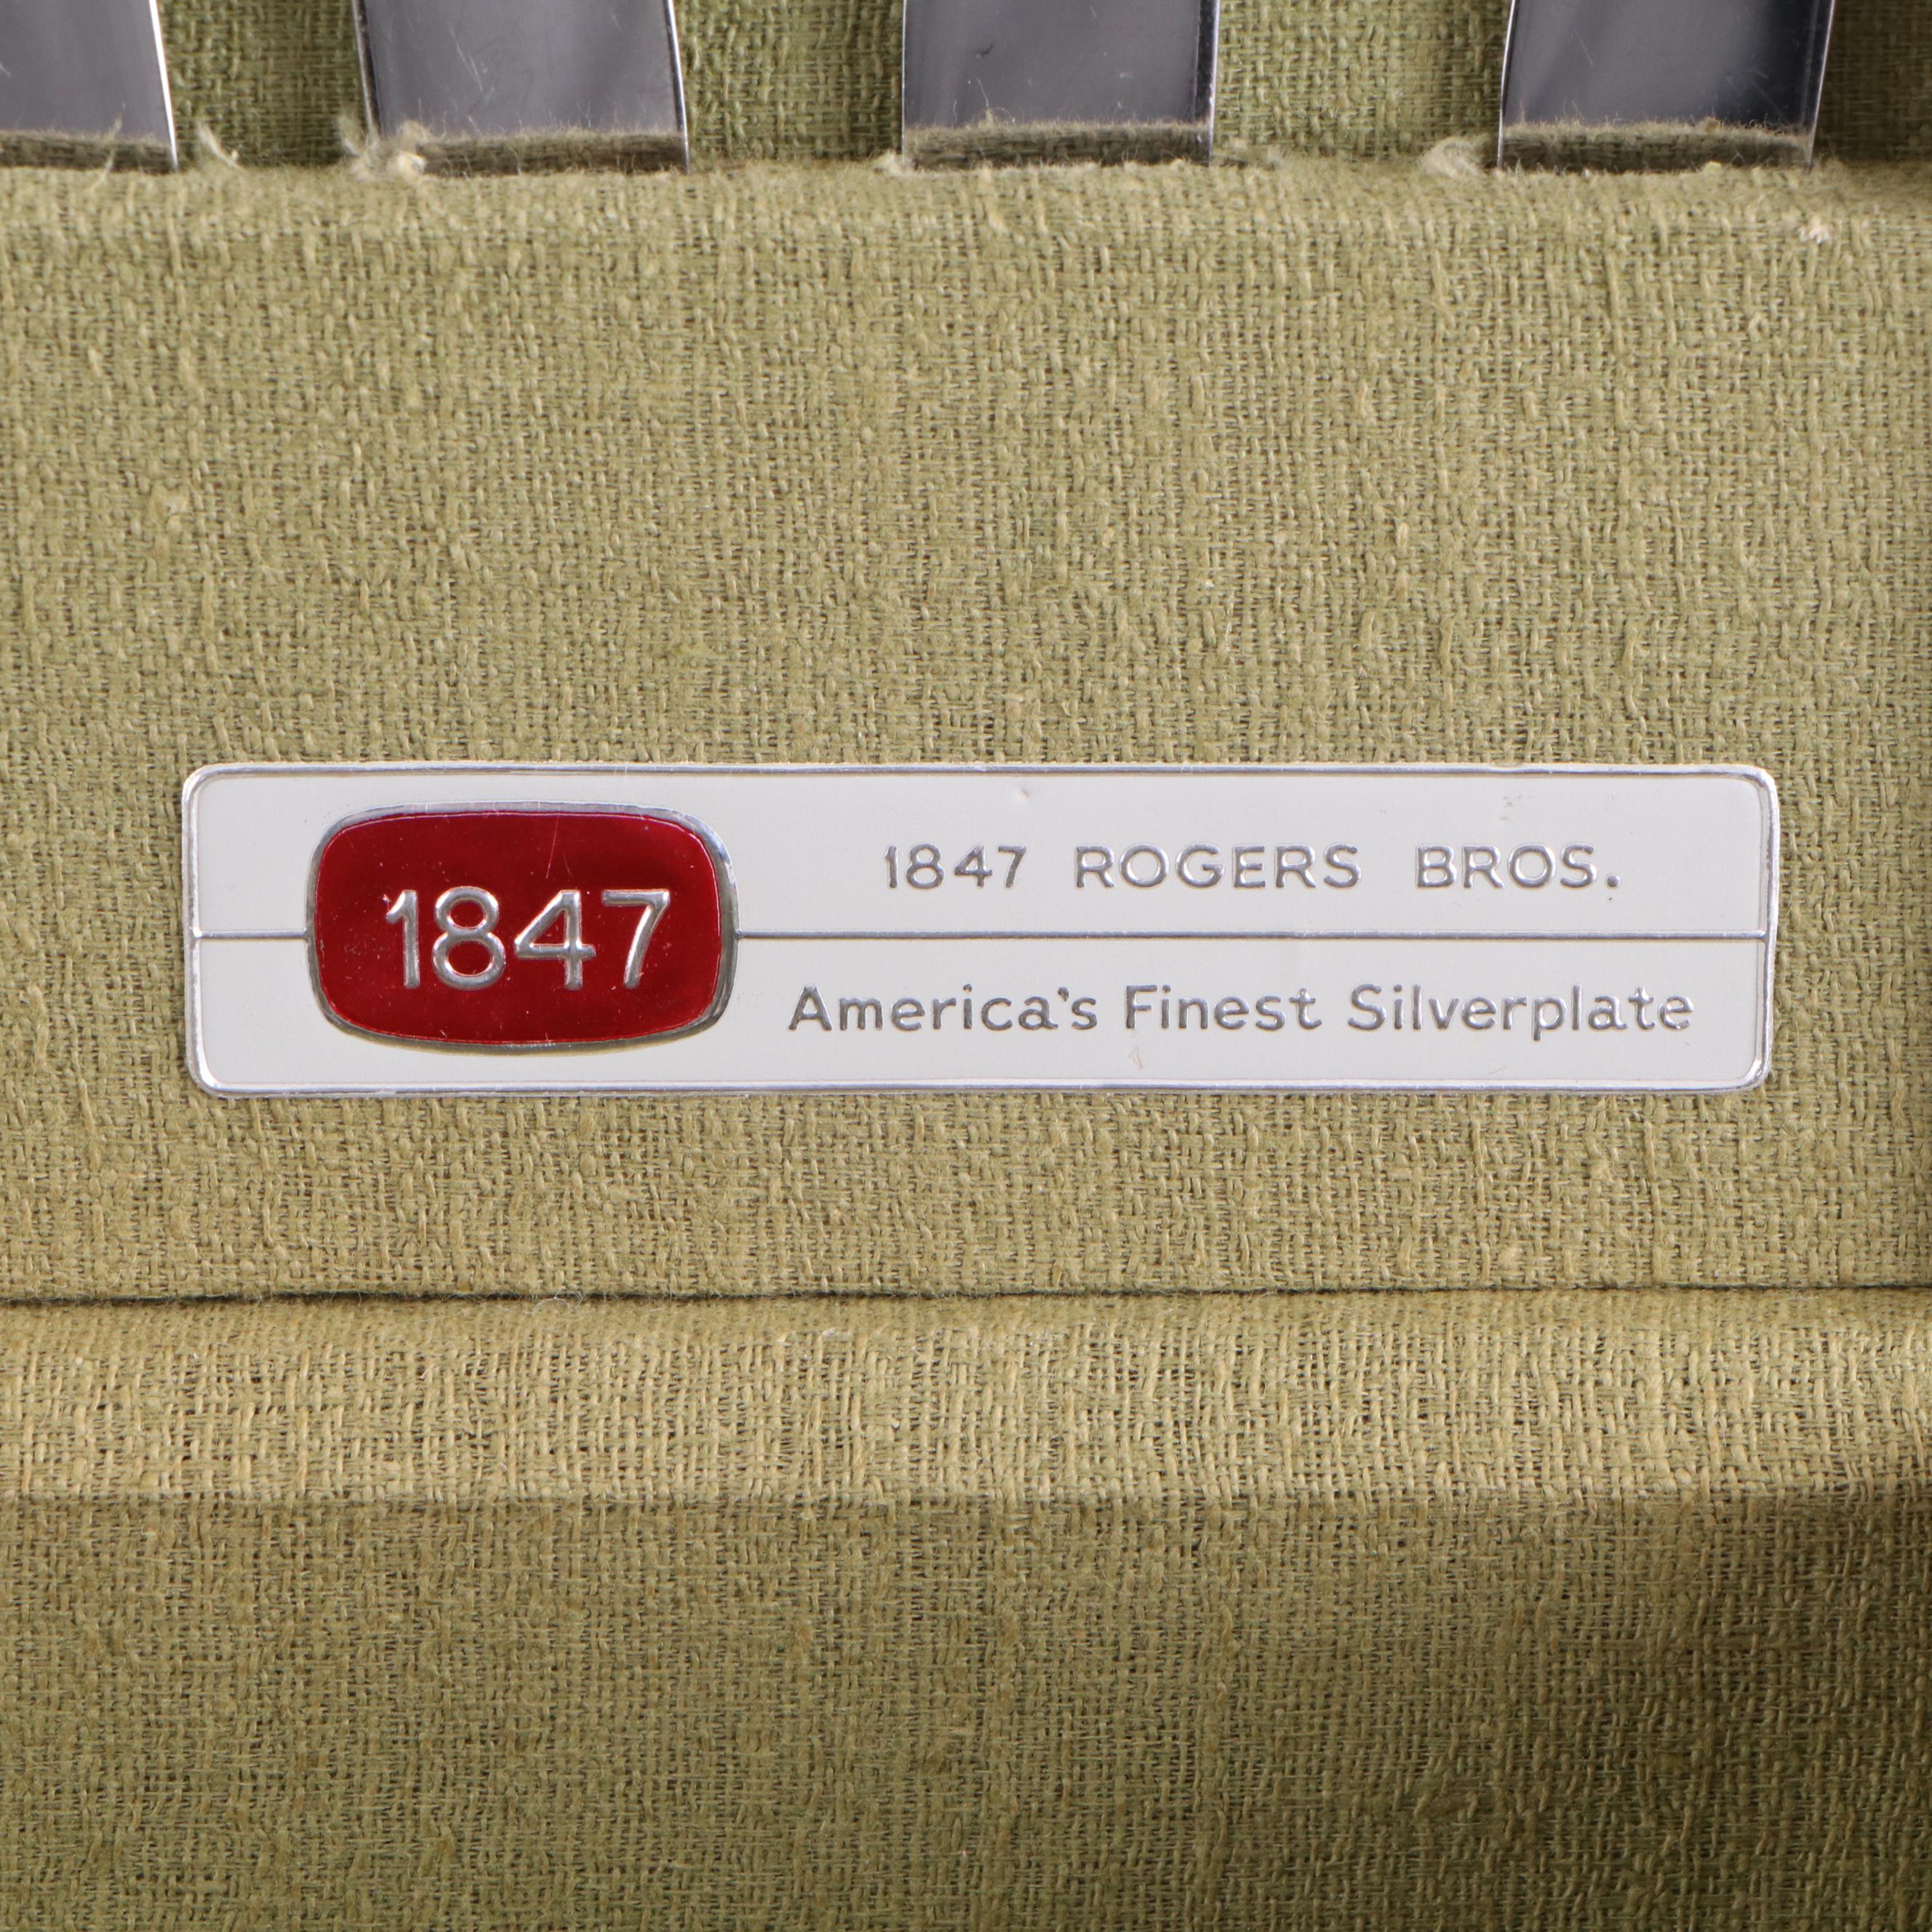 1847
1847 ROGERS BROS.
America's Finest Silverplate